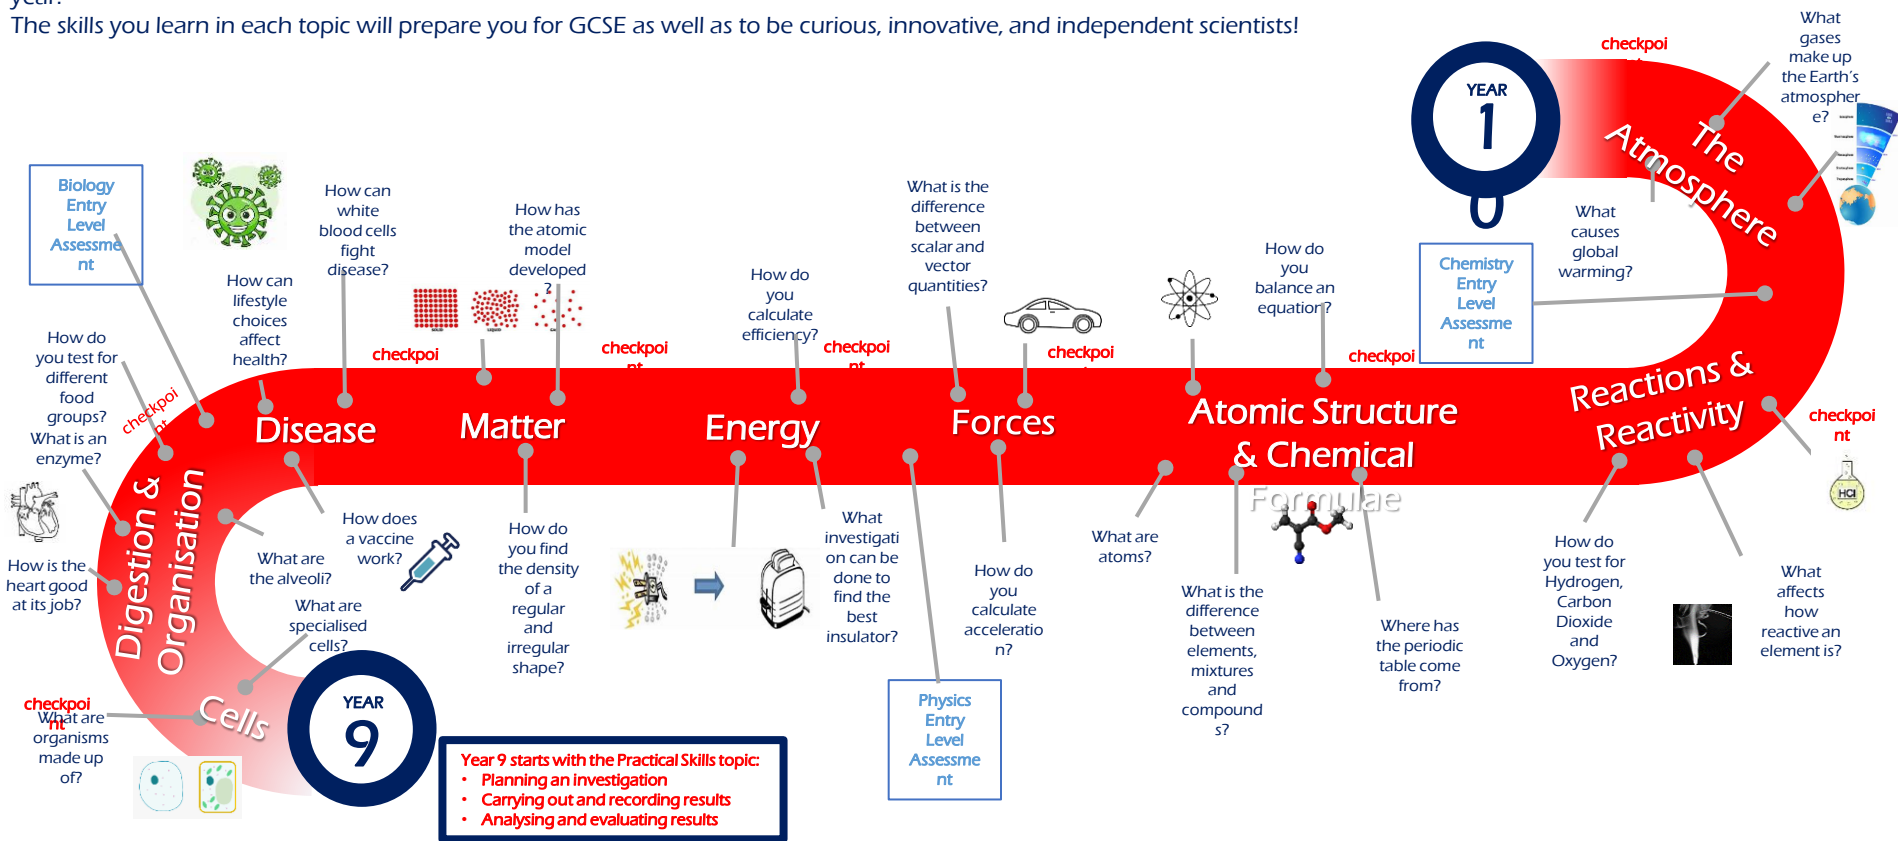 year.
The skills you learn in each topic will prepare you for GCSE as well as to be curious, innovative, and independent scientists!
YEAR
1
0
checkpoi
What
gases
make up
the Earth's
atmospher
e?
The
Atmosphere
What
causes
global
warming?
Chemistry
Entry
Level
Assessme
nt
Reactions &
Reactivity
checkpoi
nt
HCl
How do
you test for
Hydrogen,
Carbon
Dioxide
and
Oxygen?
What
affects
how
reactive an
element is?
How do
you
balance an
equation?
checkpoi
Atomic Structure
& Chemical
Formulae
What are
atoms?
What is the
difference
between
elements,
mixtures
and
compound
s?
Where has
the periodic
table come
from?
What is the
difference
between
scalar and
vector
quantities?
checkpoi
nt
Forces
How do
you
calculate
acceleratio
n?
Physics
Entry
Level
Assessme
nt
How do
you
calculate
efficiency?
checkpoi
nt
Energy
What
investigati
on can be
done to
find the
best
insulator?
How has
the atomic
model
developed
?
checkpoi
nt
Matter
How do
you find
the density
of a
regular
and
irregular
shape?
How can
white
blood cells
fight
disease?
checkpoi
How can
lifestyle
choices
affect
health?
Disease
How does
a vaccine
work?
Biology
Entry
Level
Assessme
nt
How do
you test for
different
food
groups?
checkpoi
nt
What is an
enzyme?
Digestion &
Organisation
How is the
heart good
at its job?
What are
the alveoli?
What are
specialised
cells?
Cells
checkpoi
nt
What are
organisms
made up
of?
YEAR
9
Year 9 starts with the Practical Skills topic:
• Planning an investigation
• Carrying out and recording results
• Analysing and evaluating results